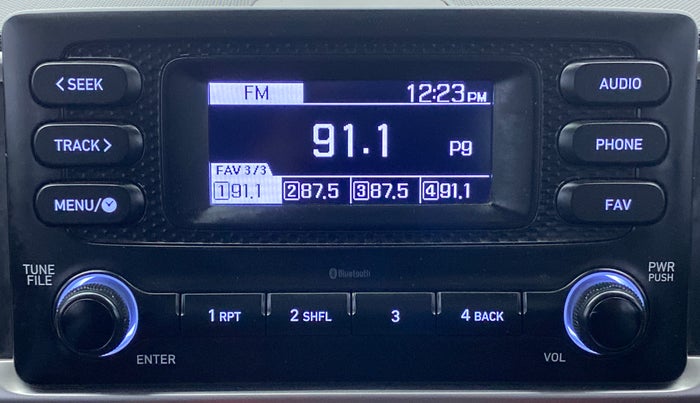 < SEEK
TRACK >
MENU/
FM
12:23 PM
91.1 P9
FAV 3/3
1 91.1 2 87.5 3 87.5 4 91.1
AUDIO
PHONE
FAV
Bluetooth
TUNE
FILE
ENTER
1 RPT
2 SHFL
3
4 BACK
PWR
PUSH
VOL